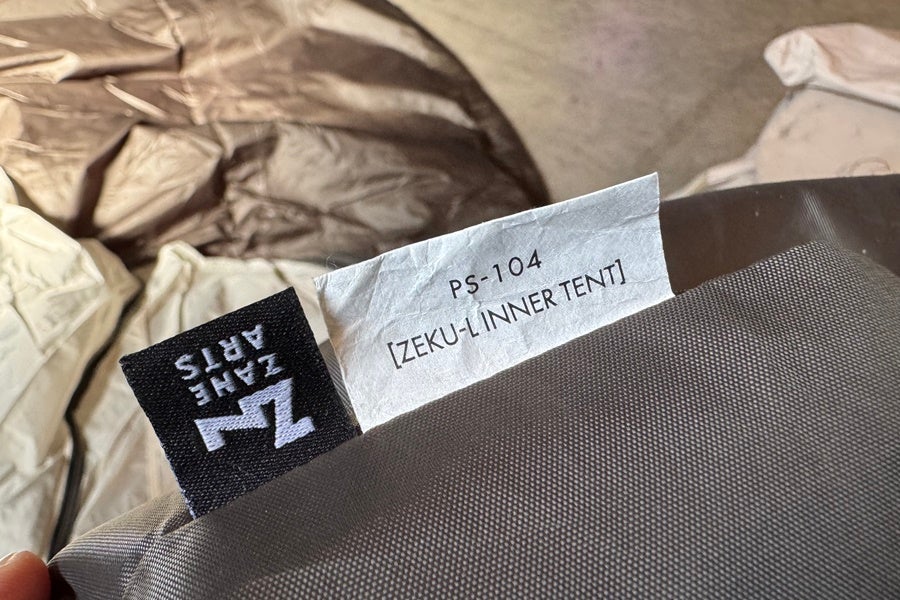 ZANE
ARTS
PS-104
[ZEKU-L INNER TENT]